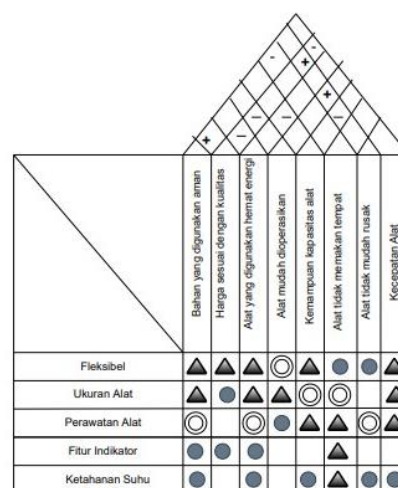 Bahan yang digunakan aman
Harga sesuai dengan kualitas
Alat yang digunakan hemat energi
Alat mudah dioperasikan
Kemampuan kapasitas alat
Alat tidak memakan tempat
Alat tidak mudah rusak
Kecepatan Alat
Fleksibel
Ukuran Alat
Perawatan Alat
Fitur Indikator
Ketahanan Suhu